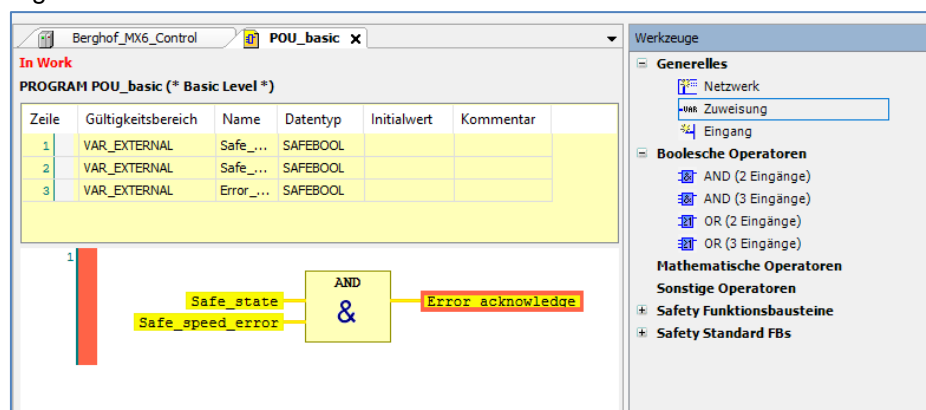 Berghof_MX6_Control POU_basic X
In Work
PROGRAM POU_basic (* Basic Level *)
Zeile Gültigkeitsbereich Name Datentyp Initialwert Kommentar
1 VAR_EXTERNAL Safe_... SAFEBOOL
2 VAR_EXTERNAL Safe_... SAFEBOOL
3 VAR_EXTERNAL Error_... SAFEBOOL
1
AND
&
Safe_state
Safe_speed_error
Error_acknowledge
Werkzeuge
Generelles
Netzwerk
VAR Zuweisung
Eingang
Boolesche Operatoren
& AND (2 Eingänge)
& AND (3 Eingänge)
≥1 OR (2 Eingänge)
≥1 OR (3 Eingänge)
Mathematische Operatoren
Sonstige Operatoren
Safety Funktionsbausteine
Safety Standard FBs